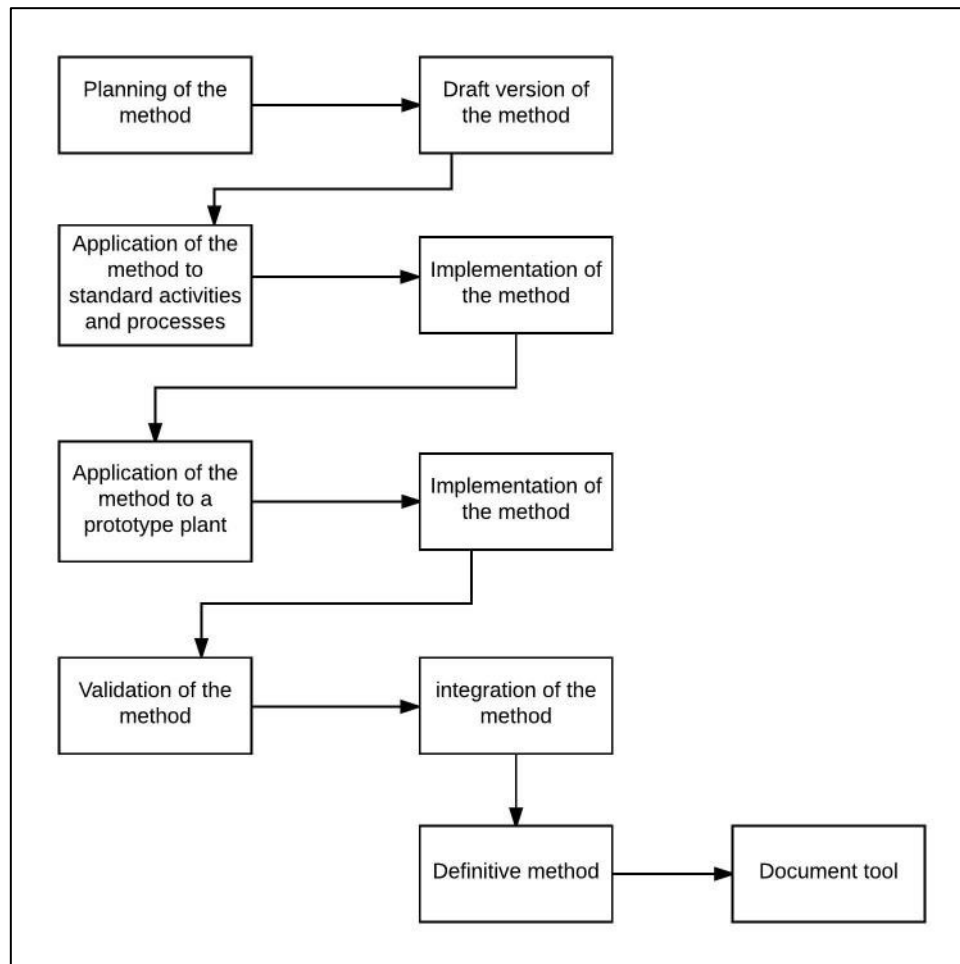 Planning of the
method
Draft version of
the method
Application of the
method to
standard activities
and processes
Implementation of
the method
Application of the
method to a
prototype plant
Implementation of
the method
Validation of the
method
integration of the
method
Definitive method
Document tool